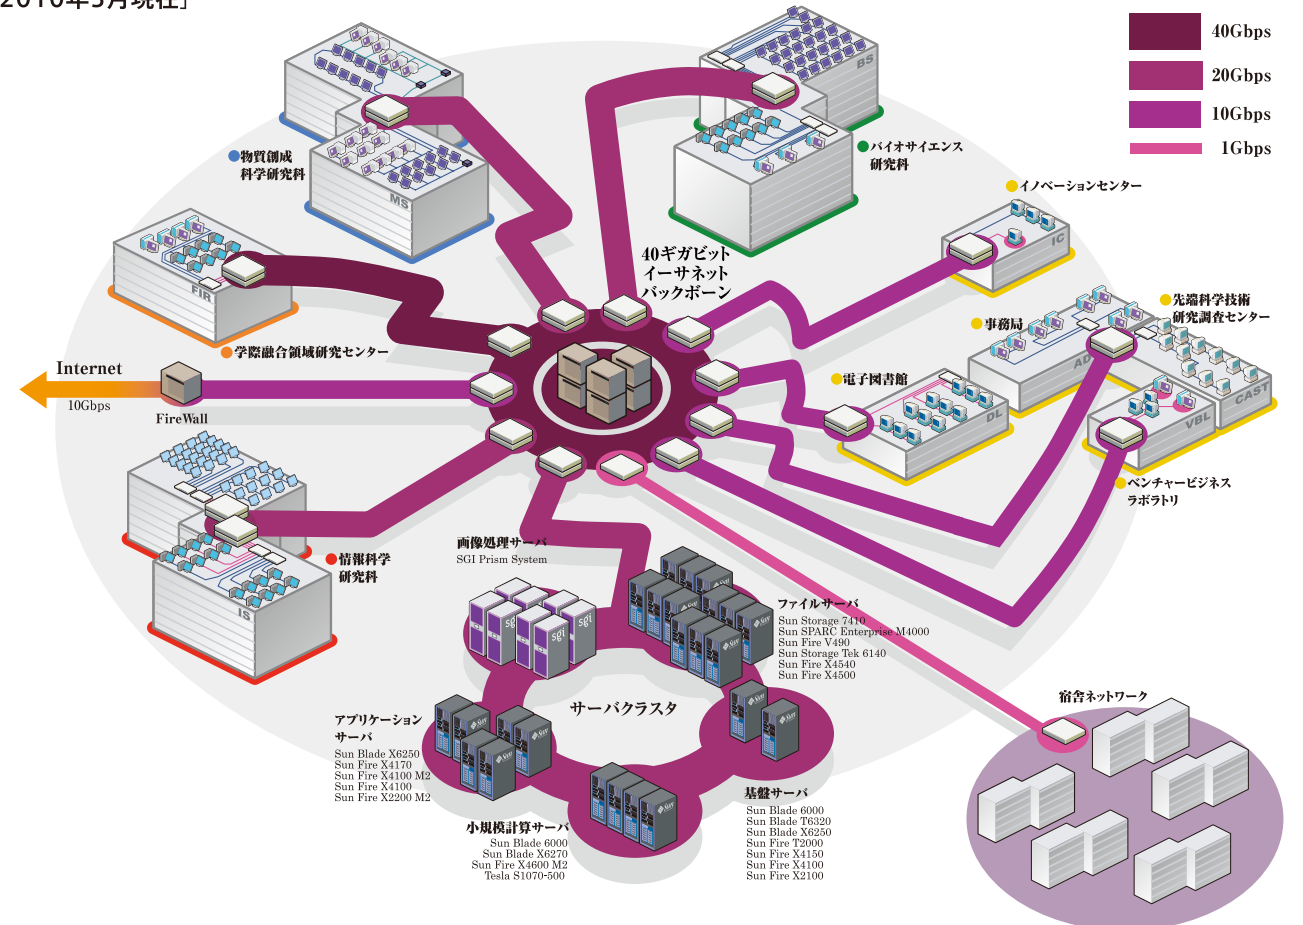 2010年3月現在」
40Gbps
20Gbps
10Gbps
1Gbps
物質創成
科学研究科
MS
BS
バイオサイエンス
研究科
イノベーションセンター
IC
40ギガビット
イーサネット
バックボーン
FIR
学際融合領域研究センター
事務局
AD
先端科学技術
研究調査センター
CAST
Internet
10Gbps
FireWall
電子図書館
DL
VBL
ベンチャービジネス
ラボラトリ
情報科学
研究科
IS
画像処理サーバ
SGI Prism System
sgi
sgi
sgi
Sun
ファイルサーバ
Sun Storage 7410
Sun SPARC Enterprise M4000
Sun Fire V490
Sun Storage Tek 6140
Sun Fire X4540
Sun Fire X4500
サーバクラスタ
宿舎ネットワーク
アプリケーション
サーバ
Sun Blade X6250
Sun Fire X4170
Sun Fire X4100 M2
Sun Fire X4100
Sun Fire X2200 M2
小規模計算サーバ
Sun Blade 6000
Sun Blade X6270
Sun Fire X4600 M2
Tesla S1070-500
基盤サーバ
Sun Blade 6000
Sun Blade T6320
Sun Blade X6250
Sun Fire T2000
Sun Fire X4150
Sun Fire X4100
Sun Fire X2100